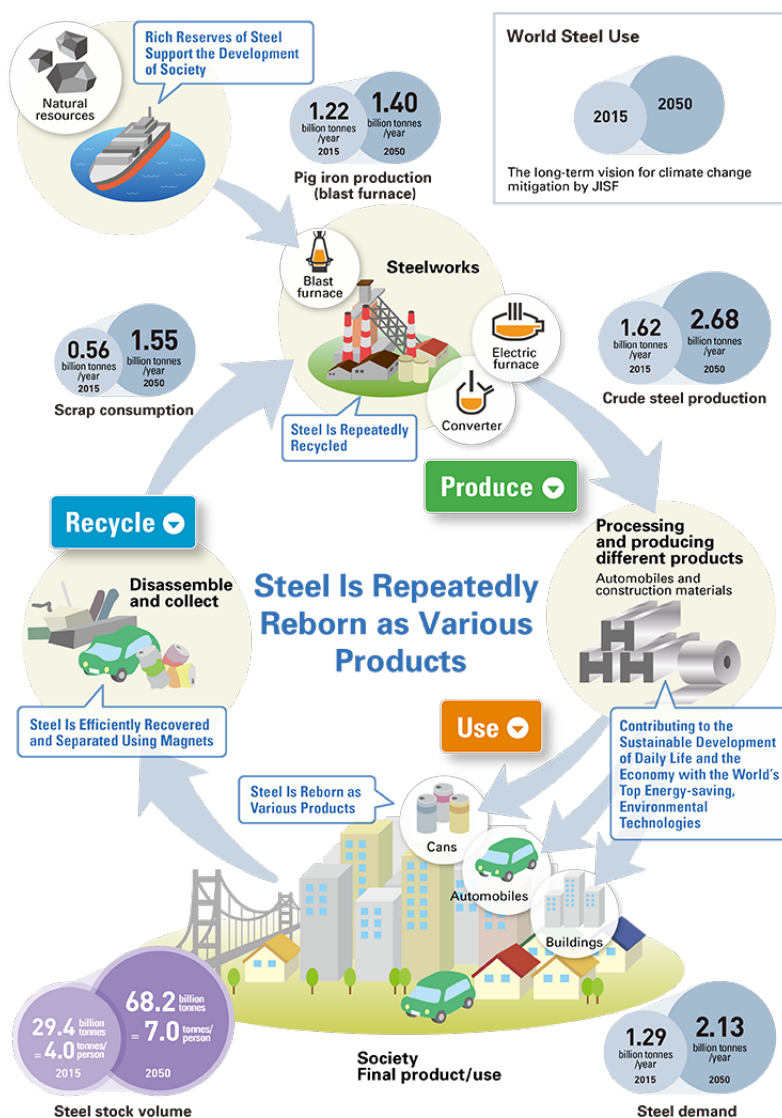 Rich Reserves of Steel
Support the Development
of Society
Natural
resources
1.22
billion tonnes
/year
2015
1.40
billion tonnes
/year
2050
Pig iron production
(blast furnace)
World Steel Use
2015
2050
The long-term vision for climate change
mitigation by JISF
Blast
furnace
Steelworks
Electric
furnace
Converter
0.56
billion tonnes
/year
2015
1.55
billion tonnes
/year
2050
Scrap consumption
1.62
billion tonnes
/year
2015
2.68
billion tonnes
/year
2050
Crude steel production
Steel Is Repeatedly
Recycled
Produce
Recycle
Processing
and producing
different products
Automobiles and
construction materials
Disassemble
and collect
Steel Is Repeatedly
Reborn as Various
Products
Steel Is Efficiently Recovered
and Separated Using Magnets
Use
Contributing to the
Sustainable Development
of Daily Life and the
Economy with the World's
Top Energy-saving,
Environmental
Technologies
Steel Is Reborn as
Various Products
Cans
Automobiles
Buildings
29.4 billion tonnes
= 4.0 tonnes/person
2015
68.2 billion tonnes
= 7.0 tonnes/person
2050
Steel stock volume
Society
Final product/use
1.29
billion tonnes
/year
2015
2.13
billion tonnes
/year
2050
Steel demand